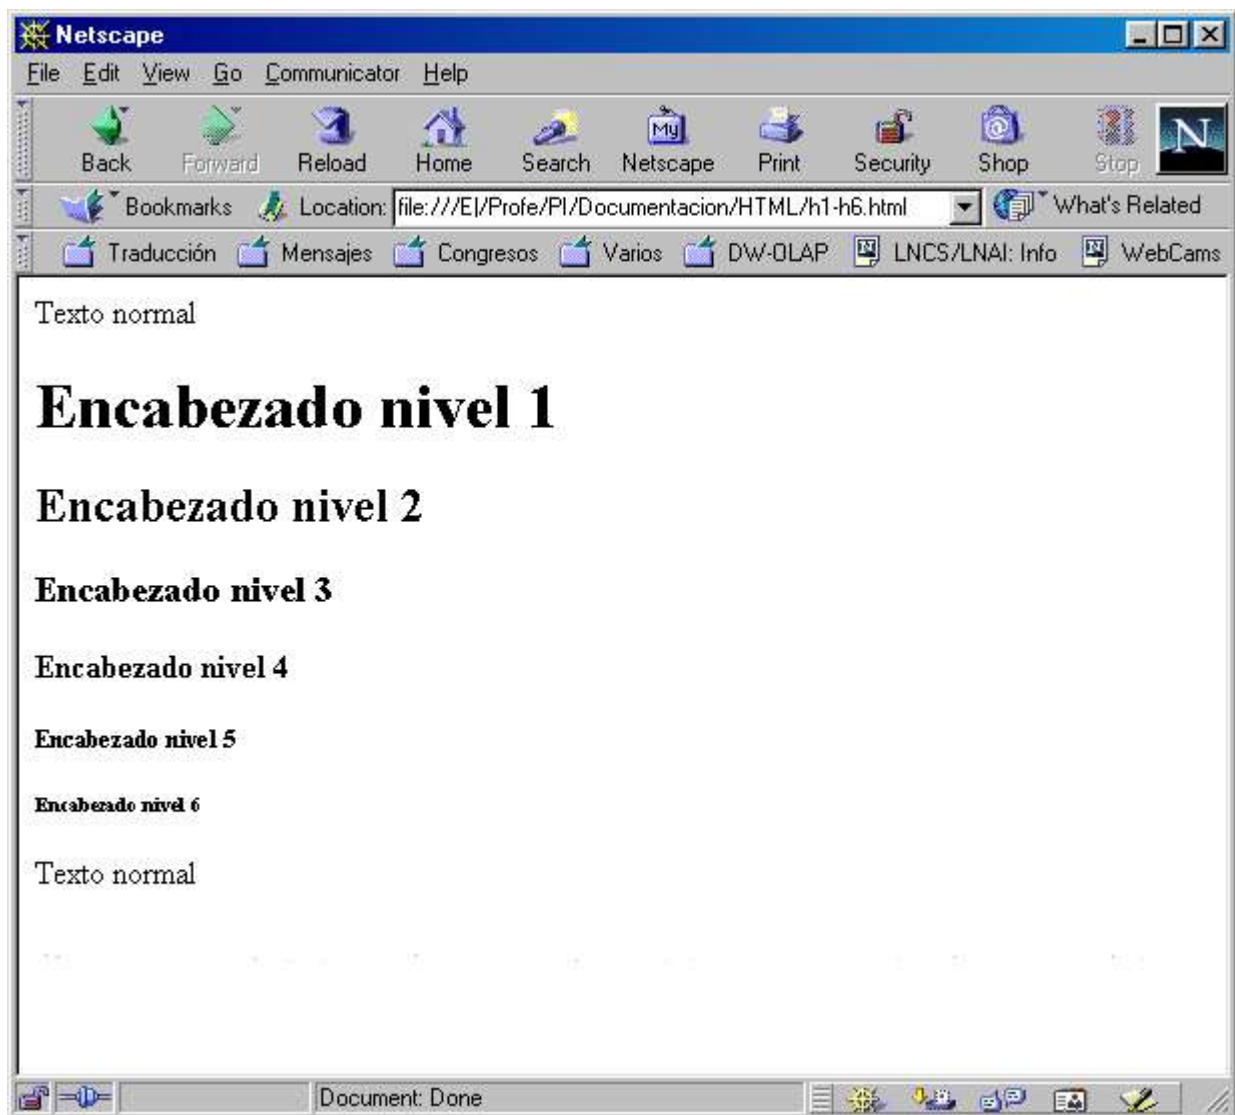 Netscape
File Edit View Go Communicator Help
My N
Back Forward Reload Home Search Netscape Print Security Shop Stop
Bookmarks Location: file:///E|/Profe/PI/Documentacion/HTML/h1-h6.html What's Related
Traducción Mensajes Congresos Varios DW-OLAP LNCS/LNAI: Info WebCams
Texto normal
Encabezado nivel 1
Encabezado nivel 2
Encabezado nivel 3
Encabezado nivel 4
Encabezado nivel 5
Encabezado nivel 6
Texto normal
Document: Done